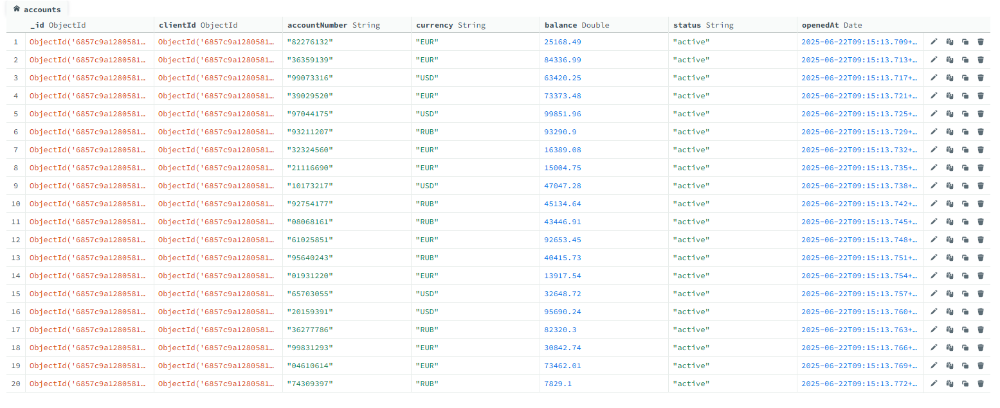 accounts
_id ObjectId clientId ObjectId accountNumber String currency String balance Double status String openedAt Date
1 ObjectId('6857c9a1280581… ObjectId('6857c9a1280581… "82276132" "EUR" 25168.49 "active" 2025-06-22T09:15:13.709+…
2 ObjectId('6857c9a1280581… ObjectId('6857c9a1280581… "36359139" "EUR" 84336.99 "active" 2025-06-22T09:15:13.713+…
3 ObjectId('6857c9a1280581… ObjectId('6857c9a1280581… "99073316" "USD" 63420.25 "active" 2025-06-22T09:15:13.717+…
4 ObjectId('6857c9a1280581… ObjectId('6857c9a1280581… "39029520" "EUR" 73373.48 "active" 2025-06-22T09:15:13.721+…
5 ObjectId('6857c9a1280581… ObjectId('6857c9a1280581… "97044175" "USD" 99851.96 "active" 2025-06-22T09:15:13.725+…
6 ObjectId('6857c9a1280581… ObjectId('6857c9a1280581… "93211207" "RUB" 93290.9 "active" 2025-06-22T09:15:13.729+…
7 ObjectId('6857c9a1280581… ObjectId('6857c9a1280581… "32324560" "EUR" 16389.08 "active" 2025-06-22T09:15:13.732+…
8 ObjectId('6857c9a1280581… ObjectId('6857c9a1280581… "21116690" "EUR" 15004.75 "active" 2025-06-22T09:15:13.735+…
9 ObjectId('6857c9a1280581… ObjectId('6857c9a1280581… "10173217" "USD" 47047.28 "active" 2025-06-22T09:15:13.738+…
10 ObjectId('6857c9a1280581… ObjectId('6857c9a1280581… "92754177" "RUB" 45134.64 "active" 2025-06-22T09:15:13.742+…
11 ObjectId('6857c9a1280581… ObjectId('6857c9a1280581… "08068161" "RUB" 43446.91 "active" 2025-06-22T09:15:13.745+…
12 ObjectId('6857c9a1280581… ObjectId('6857c9a1280581… "61025851" "EUR" 92653.45 "active" 2025-06-22T09:15:13.748+…
13 ObjectId('6857c9a1280581… ObjectId('6857c9a1280581… "95640243" "RUB" 40415.73 "active" 2025-06-22T09:15:13.751+…
14 ObjectId('6857c9a1280581… ObjectId('6857c9a1280581… "01931220" "EUR" 13917.54 "active" 2025-06-22T09:15:13.754+…
15 ObjectId('6857c9a1280581… ObjectId('6857c9a1280581… "65703055" "USD" 32648.72 "active" 2025-06-22T09:15:13.757+…
16 ObjectId('6857c9a1280581… ObjectId('6857c9a1280581… "20159391" "USD" 95690.24 "active" 2025-06-22T09:15:13.760+…
17 ObjectId('6857c9a1280581… ObjectId('6857c9a1280581… "36277786" "RUB" 82320.3 "active" 2025-06-22T09:15:13.763+…
18 ObjectId('6857c9a1280581… ObjectId('6857c9a1280581… "99831293" "EUR" 30842.74 "active" 2025-06-22T09:15:13.766+…
19 ObjectId('6857c9a1280581… ObjectId('6857c9a1280581… "04610614" "EUR" 73462.01 "active" 2025-06-22T09:15:13.769+…
20 ObjectId('6857c9a1280581… ObjectId('6857c9a1280581… "74309397" "RUB" 7829.1 "active" 2025-06-22T09:15:13.772+…